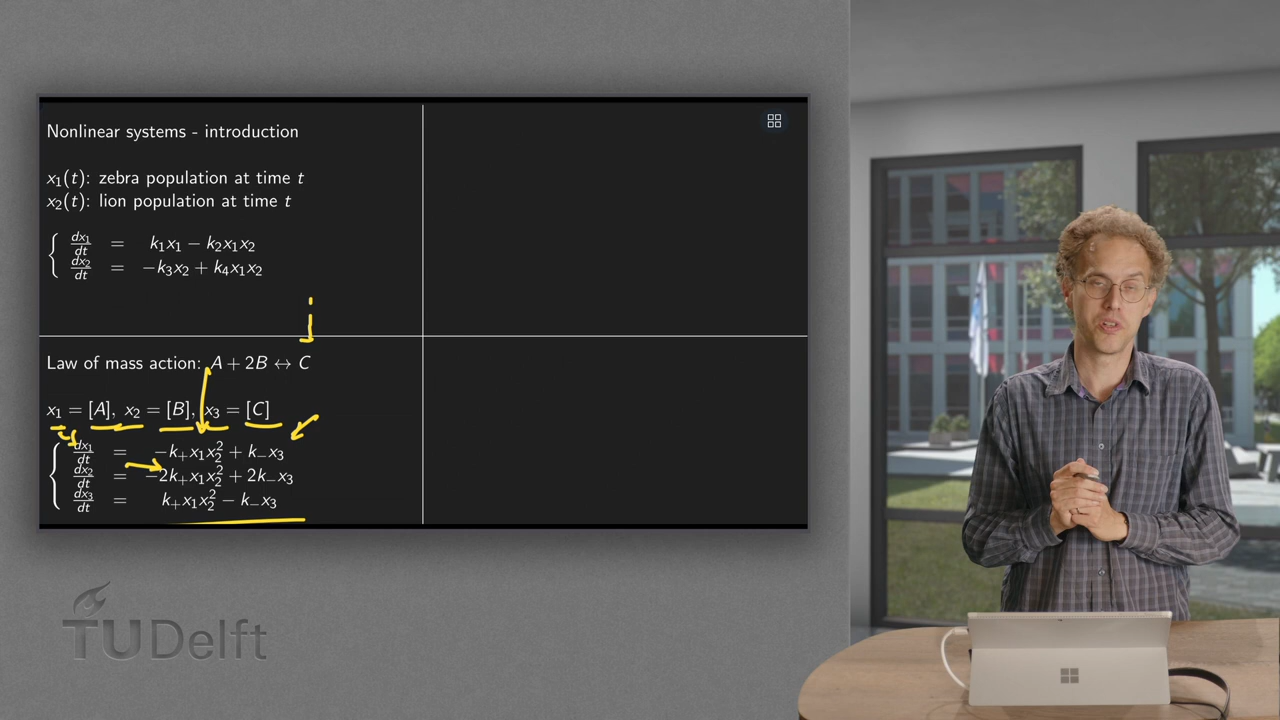 Nonlinear systems - introduction
x₁(t): zebra population at time t
x₂(t): lion population at time t
{ dx₁/dt = k₁x₁ − k₂x₁x₂
dx₂/dt = −k₃x₂ + k₄x₁x₂
Law of mass action: A + 2B ↔ C
x₁ = [A], x₂ = [B], x₃ = [C]
{ dx₁/dt = −k₊x₁x₂² + k₋x₃
dx₂/dt = −2k₊x₁x₂² + 2k₋x₃
dx₃/dt = k₊x₁x₂² − k₋x₃
TUDelft